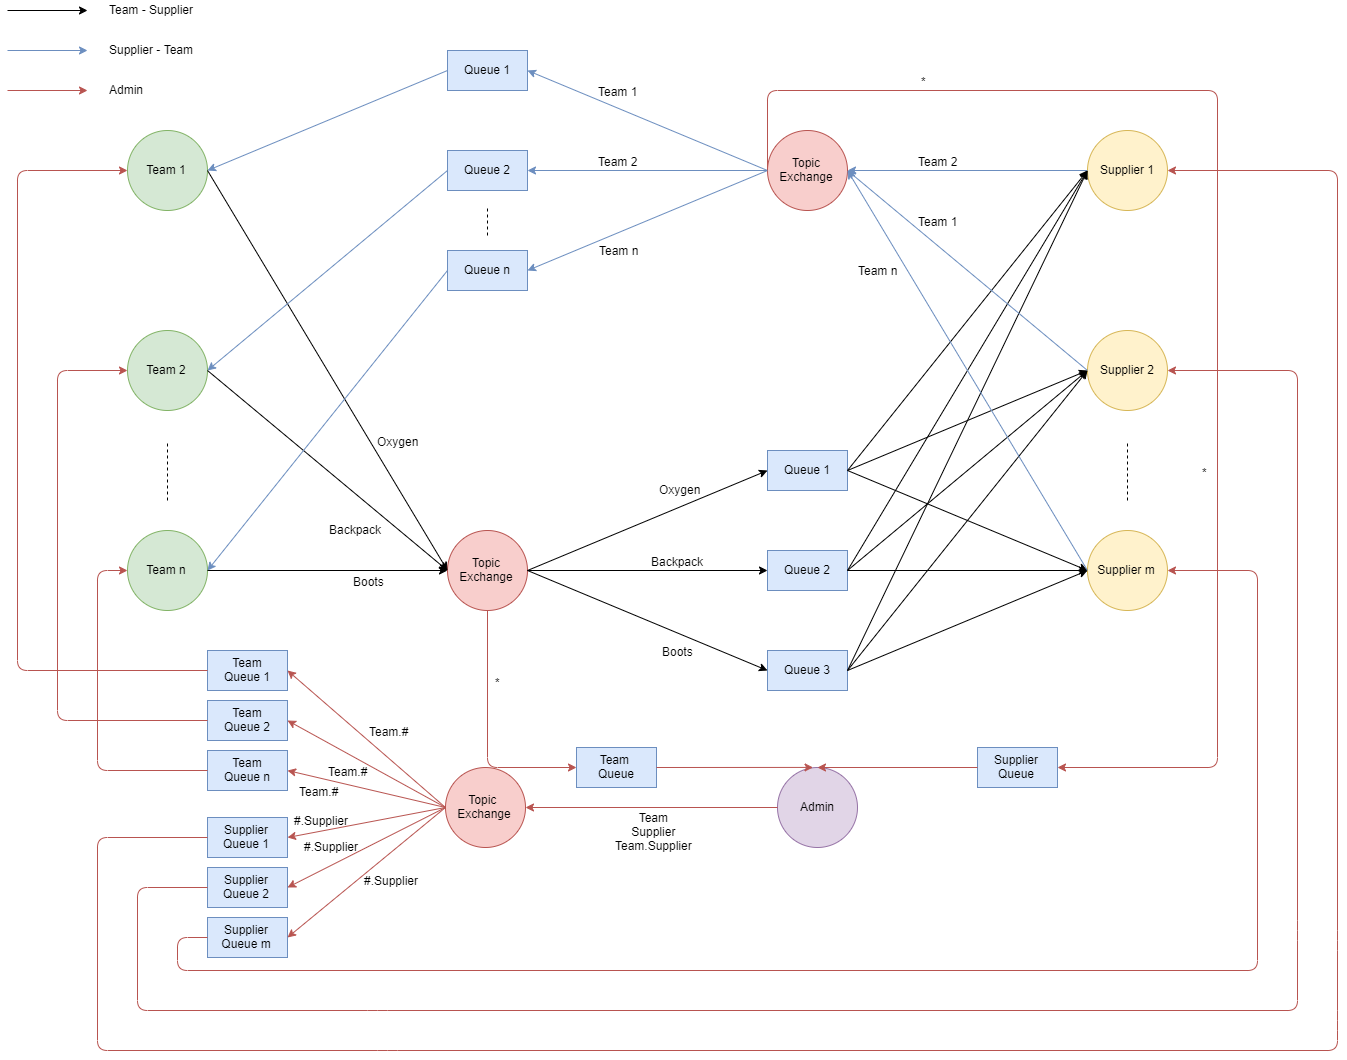 Team - Supplier
Supplier - Team
Admin
Queue 1
Team 1
*
Team 1
Queue 2
Team 2
Topic
Exchange
Team 2
Supplier 1
Team 1
Queue n
Team n
Team n
Team 2
Supplier 2
Oxygen
Queue 1
*
Oxygen
Backpack
Team n
Boots
Topic
Exchange
Backpack
Queue 2
Supplier m
Boots
Queue 3
Team
Queue 1
*
Team
Queue 2
Team.#
Team
Queue n
Team.#
Team.#
Team
Queue
Supplier
Queue
Topic
Exchange
Admin
Team
Supplier
Team.Supplier
Supplier
Queue 1
#.Supplier
#.Supplier
Supplier
Queue 2
#.Supplier
Supplier
Queue m